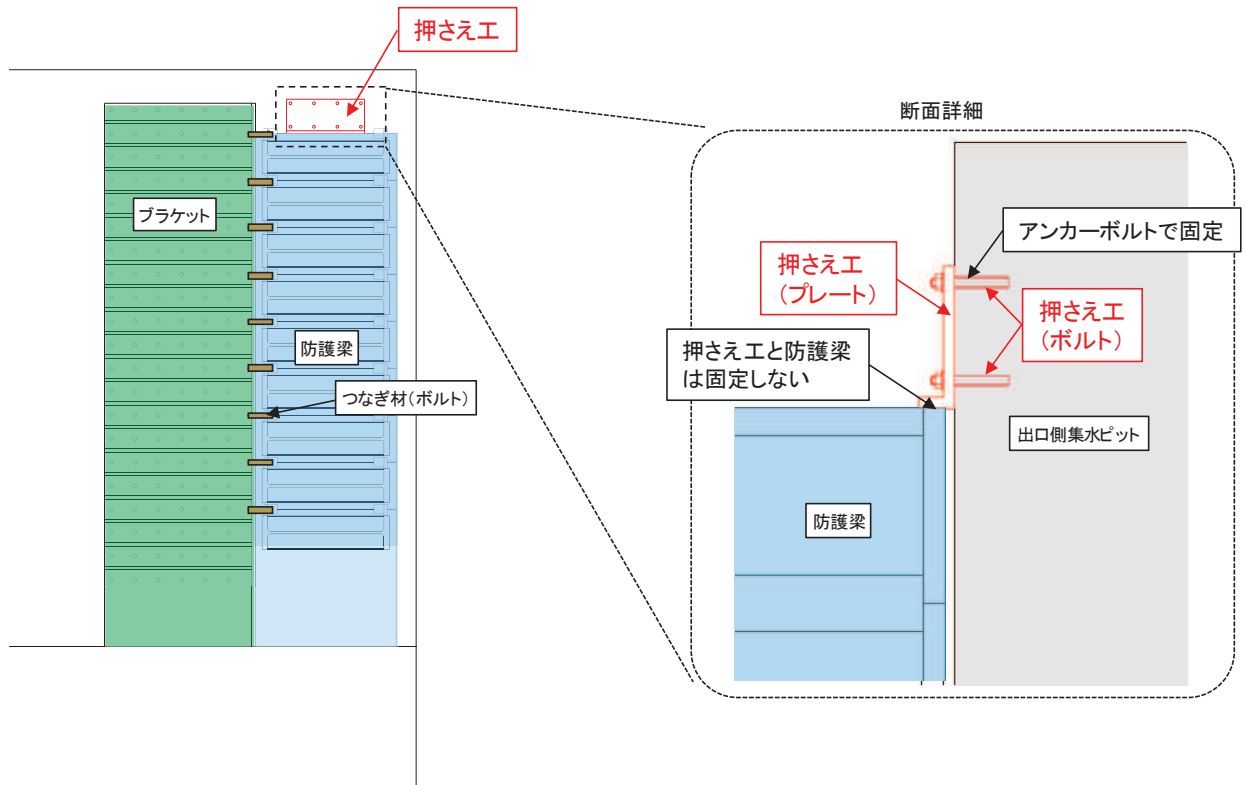 押さえ工
ブラケット
防護梁
つなぎ材(ボルト)
断面詳細
アンカーボルトで固定
押さえ工
(プレート)
押さえ工
(ボルト)
押さえ工と防護梁
は固定しない
出口側集水ピット
防護梁